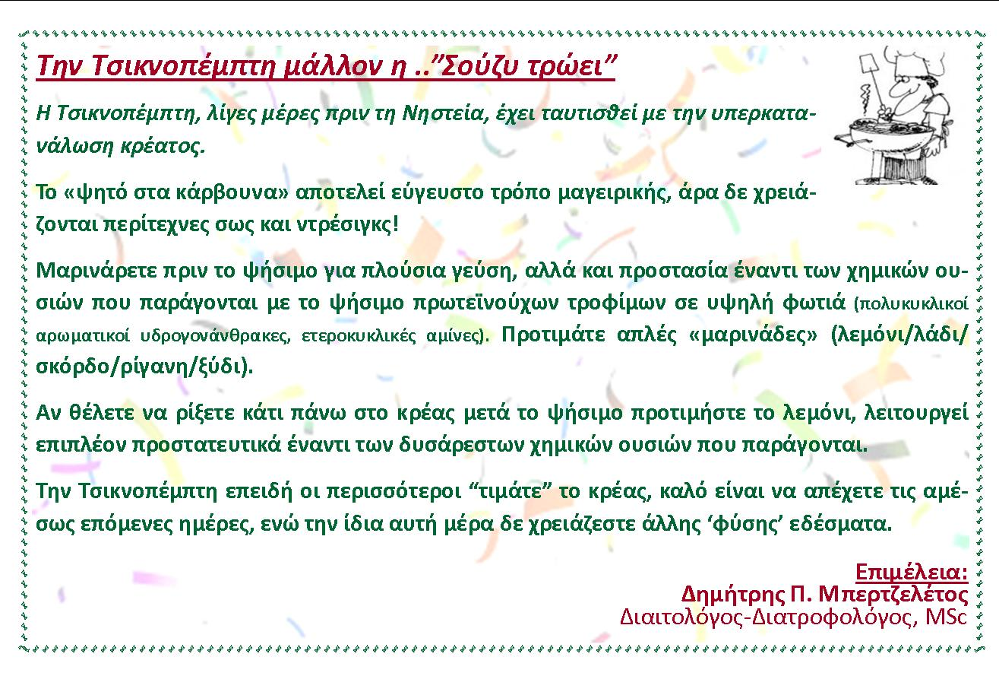 Την Τσικνοπέμπτη μάλλον η ..”Σούζυ τρώει”
Η Τσικνοπέμπτη, λίγες μέρες πριν τη Νηστεία, έχει ταυτισθεί με την υπερκατα-
νάλωση κρέατος.
Το «ψητό στα κάρβουνα» αποτελεί εύγευστο τρόπο μαγειρικής, άρα δε χρειά-
ζονται περίτεχνες σως και ντρέσιγκς!
Μαρινάρετε πριν το ψήσιμο για πλούσια γεύση, αλλά και προστασία έναντι των χημικών ου-
σιών που παράγονται με το ψήσιμο πρωτεϊνούχων τροφίμων σε υψηλή φωτιά (πολυκυκλικοί
αρωματικοί υδρογονάνθρακες, ετεροκυκλικές αμίνες). Προτιμάτε απλές «μαρινάδες» (λεμόνι/λάδι/
σκόρδο/ρίγανη/ξύδι).
Αν θέλετε να ρίξετε κάτι πάνω στο κρέας μετά το ψήσιμο προτιμήστε το λεμόνι, λειτουργεί
επιπλέον προστατευτικά έναντι των δυσάρεστων χημικών ουσιών που παράγονται.
Την Τσικνοπέμπτη επειδή οι περισσότεροι “τιμάτε” το κρέας, καλό είναι να απέχετε τις αμέ-
σως επόμενες ημέρες, ενώ την ίδια αυτή μέρα δε χρειάζεστε άλλης ‘φύσης’ εδέσματα.
Επιμέλεια:
Δημήτρης Π. Μπερτζελέτος
Διαιτολόγος-Διατροφολόγος, MSc